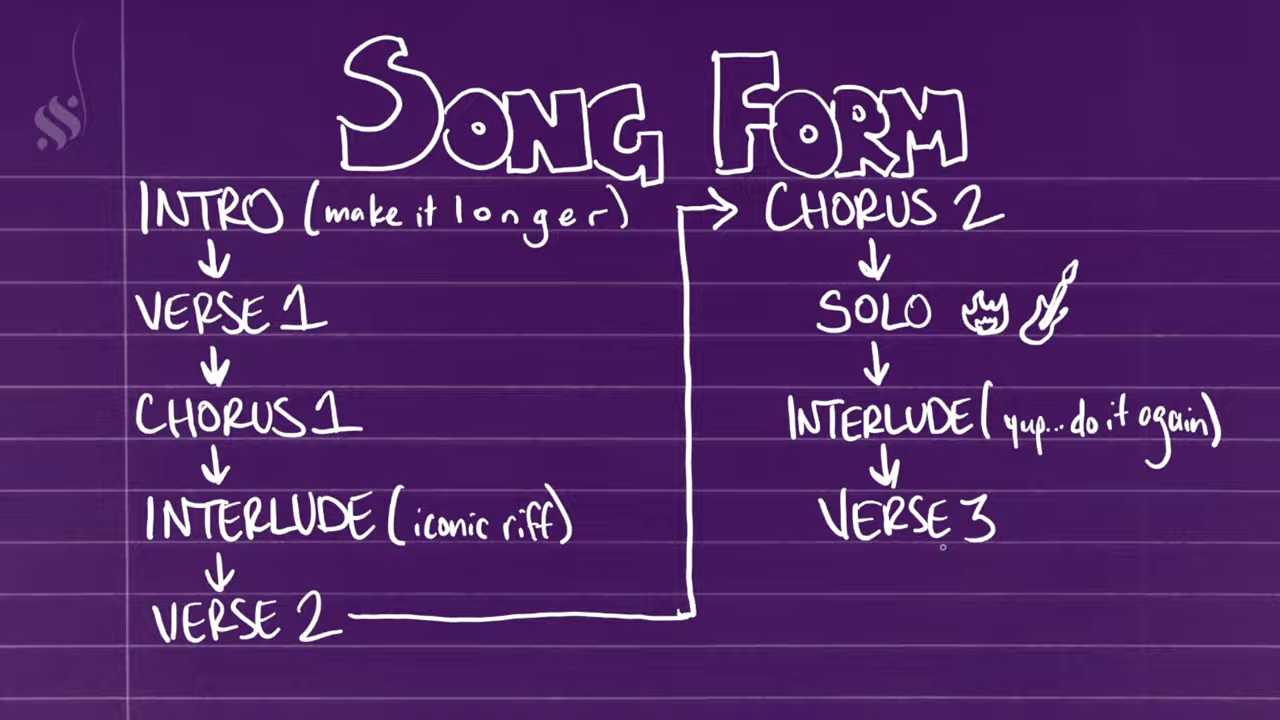 SONG FORM
INTRO (make it longer)
VERSE 1
CHORUS 1
INTERLUDE (iconic riff)
VERSE 2
CHORUS 2
SOLO
INTERLUDE (yup... do it again)
VERSE 3